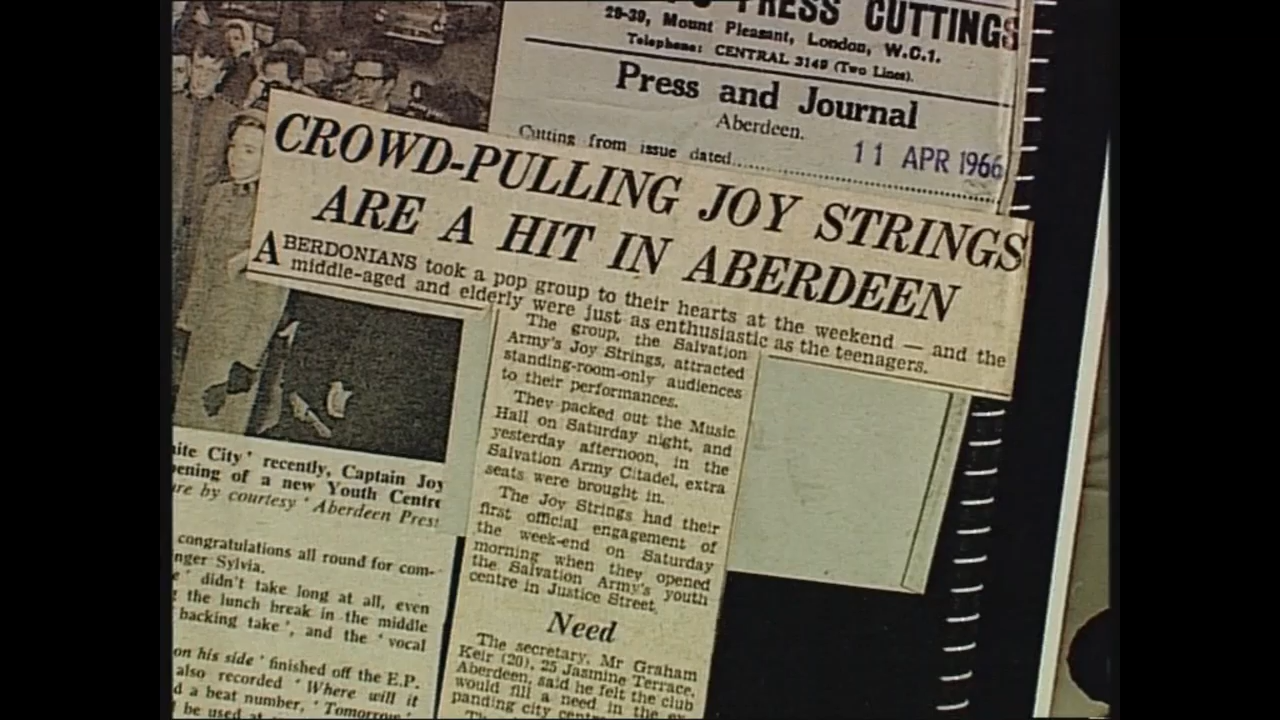 PRESS CUTTINGS
29-39, Mount Pleasant, London, W.C.1.
Telephone: CENTRAL 3149 (Two Lines).
Press and Journal
Aberdeen.
Cutting from issue dated
11 APR 1966
CROWD-PULLING JOY STRINGS
ARE A HIT IN ABERDEEN
ABERDONIANS took a pop group to their hearts at the weekend — and the
middle-aged and elderly were just as enthusiastic as the teenagers.
The group, the Salvation
Army's Joy Strings, attracted
standing-room-only audiences
to their performances.
They packed out the Music
Hall on Saturday night, and
yesterday afternoon, in the
Salvation Army Citadel, extra
seats were brought in.
The Joy Strings had their
first official engagement of
the week-end on Saturday
morning when they opened
the Salvation Army's youth
centre in Justice Street.
Need
The secretary, Mr Graham
Keir (20), 25 Jasmine Terrace,
Aberdeen, said he felt the club
would fill a need in the ex-
panding city
City' recently, Captain Joy
of a new Youth Centre
by courtesy 'Aberdeen
congratulations all round for com-
Sylvia.
' didn't take long at all, even
the lunch break in the middle
backing take', and the 'vocal
on his side' finished off the E.P.
also recorded 'Where will it
a beat number, 'Tomorrow'
be used at